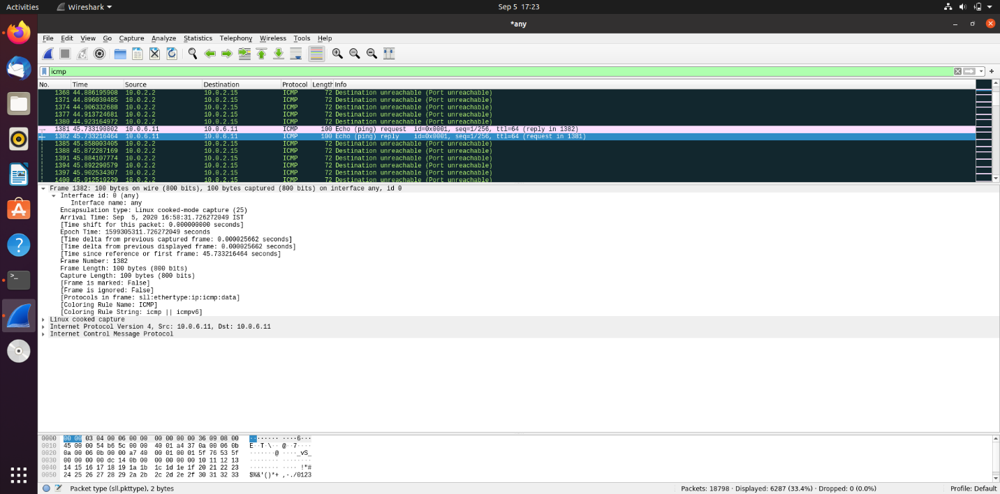 Activities Wireshark Sep 5 17:23
*any
File Edit View Go Capture Analyze Statistics Telephony Wireless Tools Help
icmp
No. Time Source Destination Protocol Length Info
1368 44.886195908 10.0.2.2 10.0.2.15 ICMP 72 Destination unreachable (Port unreachable)
1371 44.896030485 10.0.2.2 10.0.2.15 ICMP 72 Destination unreachable (Port unreachable)
1374 44.906332688 10.0.2.2 10.0.2.15 ICMP 72 Destination unreachable (Port unreachable)
1377 44.913724681 10.0.2.2 10.0.2.15 ICMP 72 Destination unreachable (Port unreachable)
1380 44.923164972 10.0.2.2 10.0.2.15 ICMP 72 Destination unreachable (Port unreachable)
1381 45.733190802 10.0.6.11 10.0.6.11 ICMP 100 Echo (ping) request id=0x0001, seq=1/256, ttl=64 (reply in 1382)
1382 45.733216464 10.0.6.11 10.0.6.11 ICMP 100 Echo (ping) reply id=0x0001, seq=1/256, ttl=64 (request in 1381)
1385 45.858003405 10.0.2.2 10.0.2.15 ICMP 72 Destination unreachable (Port unreachable)
1388 45.872287169 10.0.2.2 10.0.2.15 ICMP 72 Destination unreachable (Port unreachable)
1391 45.884107774 10.0.2.2 10.0.2.15 ICMP 72 Destination unreachable (Port unreachable)
1394 45.892290579 10.0.2.2 10.0.2.15 ICMP 72 Destination unreachable (Port unreachable)
1397 45.902534307 10.0.2.2 10.0.2.15 ICMP 72 Destination unreachable (Port unreachable)
1400 45.912519229 10.0.2.2 10.0.2.15 ICMP 72 Destination unreachable (Port unreachable)
Frame 1382: 100 bytes on wire (800 bits), 100 bytes captured (800 bits) on interface any, id 0
Interface id: 0 (any)
Interface name: any
Encapsulation type: Linux cooked-mode capture (25)
Arrival Time: Sep 5, 2020 16:58:31.726272049 IST
[Time shift for this packet: 0.000000000 seconds]
Epoch Time: 1599305311.726272049 seconds
[Time delta from previous captured frame: 0.000025662 seconds]
[Time delta from previous displayed frame: 0.000025662 seconds]
[Time since reference or first frame: 45.733216464 seconds]
Frame Number: 1382
Frame Length: 100 bytes (800 bits)
Capture Length: 100 bytes (800 bits)
[Frame is marked: False]
[Frame is ignored: False]
[Protocols in frame: sll:ethertype:ip:icmp:data]
[Coloring Rule Name: ICMP]
[Coloring Rule String: icmp || icmpv6]
Linux cooked capture
Internet Protocol Version 4, Src: 10.0.6.11, Dst: 10.0.6.11
Internet Control Message Protocol
0000 00 00 03 04 00 06 00 00 00 00 00 00 36 09 08 00 ········ ····6···
0010 45 00 00 54 b6 5c 00 00 40 01 a4 37 0a 00 06 0b E··T·\·· @··7····
0020 0a 00 06 0b 00 00 a7 40 00 01 00 01 5f 76 53 5f ·······@ ····_vS_
0030 00 00 00 00 dc 14 0b 00 00 00 00 00 10 11 12 13 ········ ········
0040 14 15 16 17 18 19 1a 1b 1c 1d 1e 1f 20 21 22 23 ········ ···· !"#
0050 24 25 26 27 28 29 2a 2b 2c 2d 2e 2f 30 31 32 33 $%&'()*+ ,-./0123
Packet type (sll.pkttype), 2 bytes Packets: 18798 · Displayed: 6287 (33.4%) · Dropped: 0 (0.0%) Profile: Default